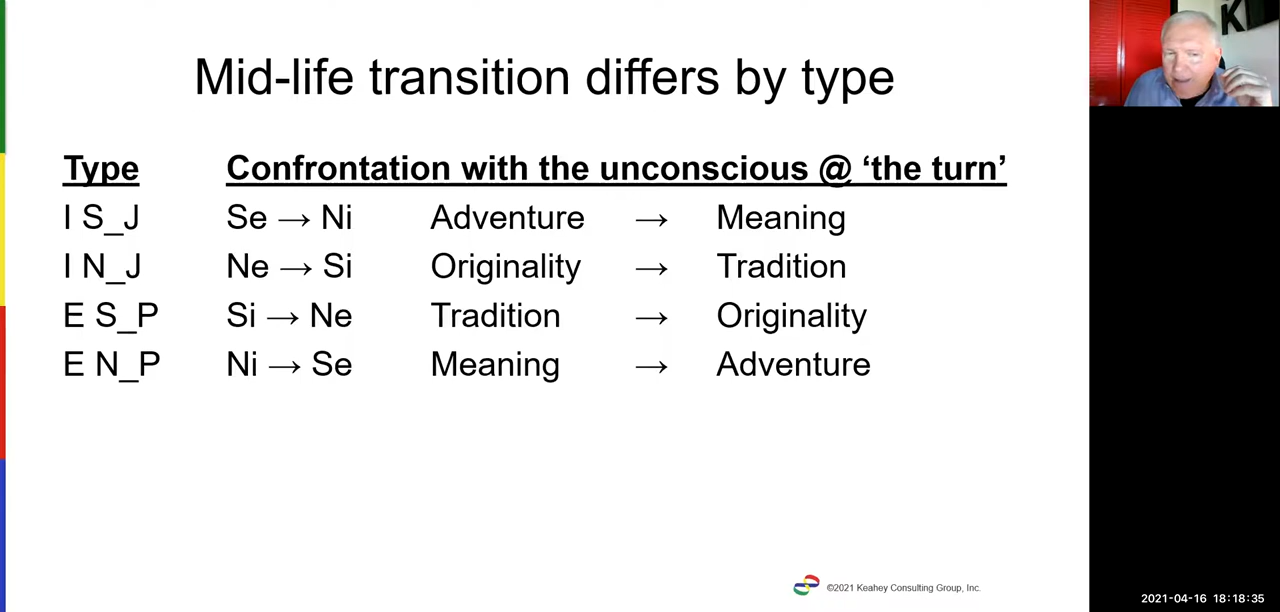 Mid-life transition differs by type
Type Confrontation with the unconscious @ ‘the turn’
I S_J Se → Ni Adventure → Meaning
I N_J Ne → Si Originality → Tradition
E S_P Si → Ne Tradition → Originality
E N_P Ni → Se Meaning → Adventure
©2021 Keahey Consulting Group, Inc.
K
2021-04-16 18:18:35